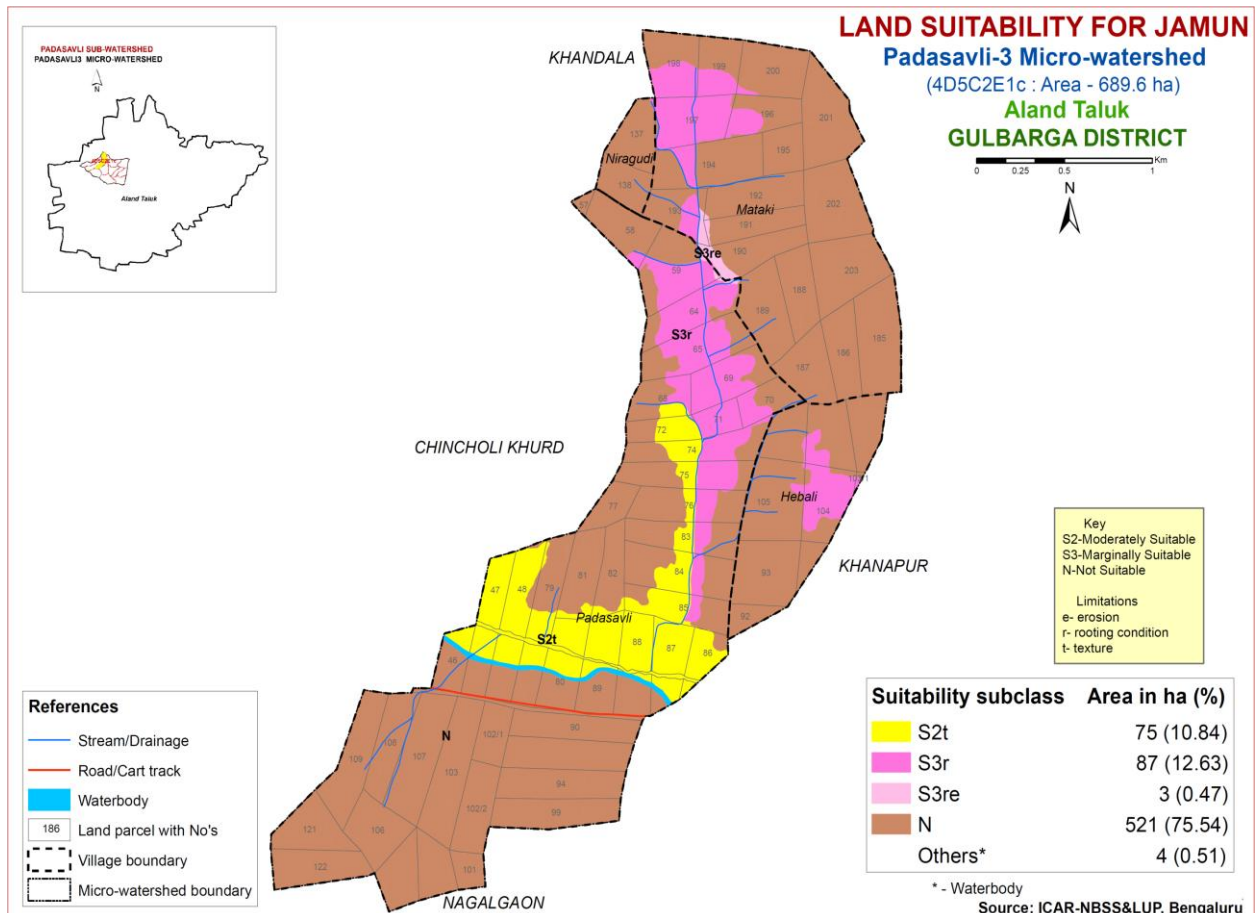 LAND SUITABILITY FOR JAMUN
Padasavli-3 Micro-watershed
(4D5C2E1c : Area - 689.6 ha)
Aland Taluk
GULBARGA DISTRICT
Km
0 0.25 0.5 1
N
PADASAVLI SUB-WATERSHED
PADASAVLI3 MICRO-WATERSHED
N
Aland Taluk
KHANDALA
198
199
200
197
196
201
137
195
Niragudi
194
138
192
193
Mataki
202
57
191
58
190
S3re
59
203
188
64
189
S3r
65
185
186
187
69
68
70
71
72
CHINCHOLI KHURD
74
75
76
77
Hebali
105
104
83
KHANAPUR
84
93
81
82
79
47
48
85
92
Padasavli
S2t
88
87
86
46
80
89
N
102/1
90
108
109
107
103
94
102/2
99
121
106
122
101
NAGALGAON
Key
S2-Moderately Suitable
S3-Marginally Suitable
N-Not Suitable
Limitations
e- erosion
r- rooting condition
t- texture
References
Stream/Drainage
Road/Cart track
Waterbody
186 Land parcel with No's
Village boundary
Micro-watershed boundary
Suitability subclass Area in ha (%)
S2t 75 (10.84)
S3r 87 (12.63)
S3re 3 (0.47)
N 521 (75.54)
Others* 4 (0.51)
* - Waterbody
Source: ICAR-NBSS&LUP, Bengaluru